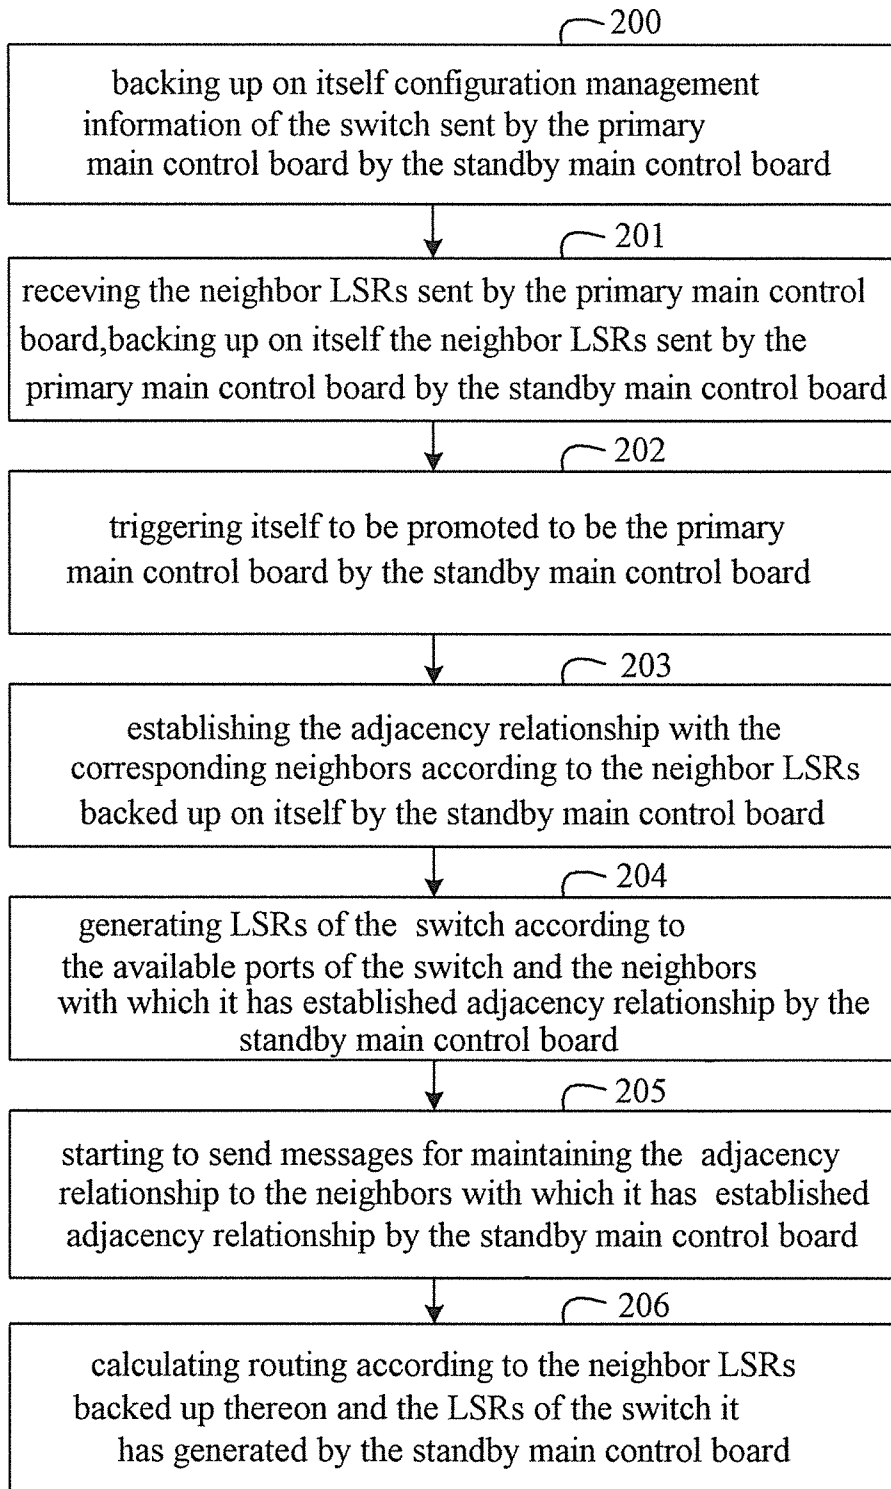 200
backing up on itself configuration management
information of the switch sent by the primary
main control board by the standby main control board
201
receving the neighbor LSRs sent by the primary main control
board,backing up on itself the neighbor LSRs sent by the
primary main control board by the standby main control board
202
triggering itself to be promoted to be the primary
main control board by the standby main control board
203
establishing the adjacency relationship with the
corresponding neighbors according to the neighbor LSRs
backed up on itself by the standby main control board
204
generating LSRs of the switch according to
the available ports of the switch and the neighbors
with which it has established adjacency relationship by the
standby main control board
205
starting to send messages for maintaining the adjacency
relationship to the neighbors with which it has established
adjacency relationship by the standby main control board
206
calculating routing according to the neighbor LSRs
backed up thereon and the LSRs of the switch it
has generated by the standby main control board